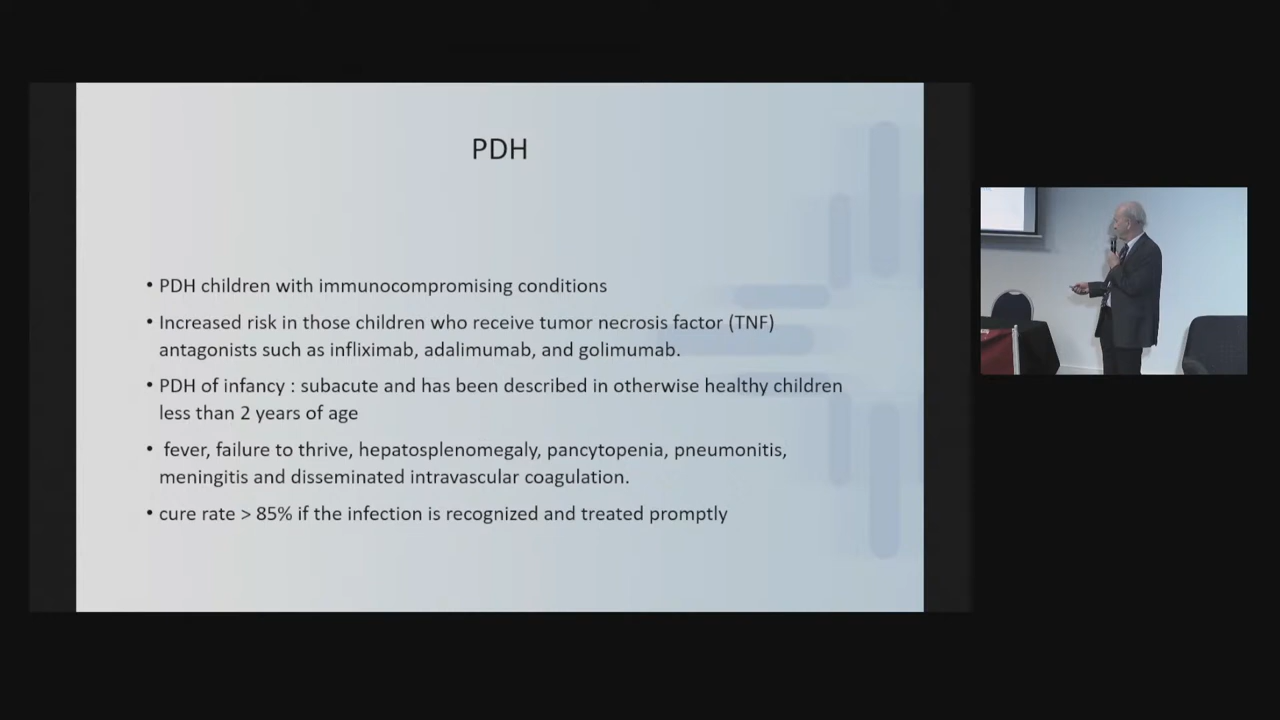 PDH
• PDH children with immunocompromising conditions
• Increased risk in those children who receive tumor necrosis factor (TNF)
antagonists such as infliximab, adalimumab, and golimumab.
• PDH of infancy : subacute and has been described in otherwise healthy children
less than 2 years of age
• fever, failure to thrive, hepatosplenomegaly, pancytopenia, pneumonitis,
meningitis and disseminated intravascular coagulation.
• cure rate > 85% if the infection is recognized and treated promptly